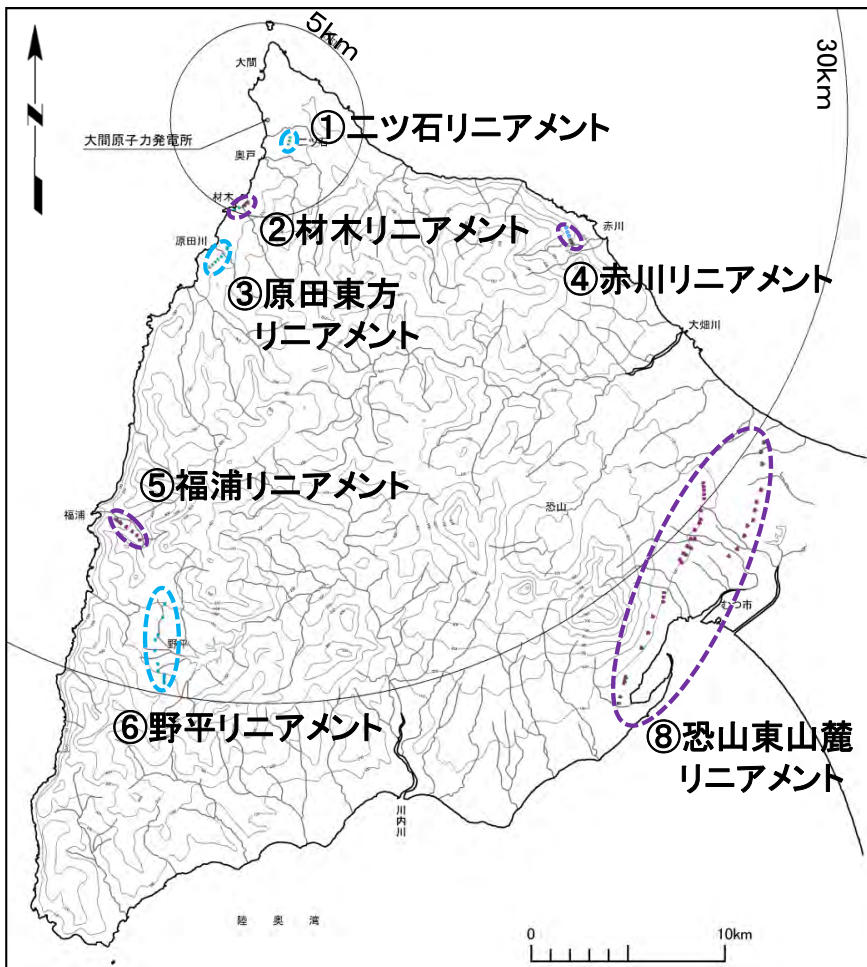 5km
30km
大間
①二ツ石リニアメント
大間原子力発電所
二ツ石
奥戸
材木
②材木リニアメント
赤川
原田川
④赤川リニアメント
③原田東方
リニアメント
大畑川
⑤福浦リニアメント
福浦
恐山
むつ市
野平
⑥野平リニアメント
⑧恐山東山麓
リニアメント
川内川
陸奥湾
0 10km
N